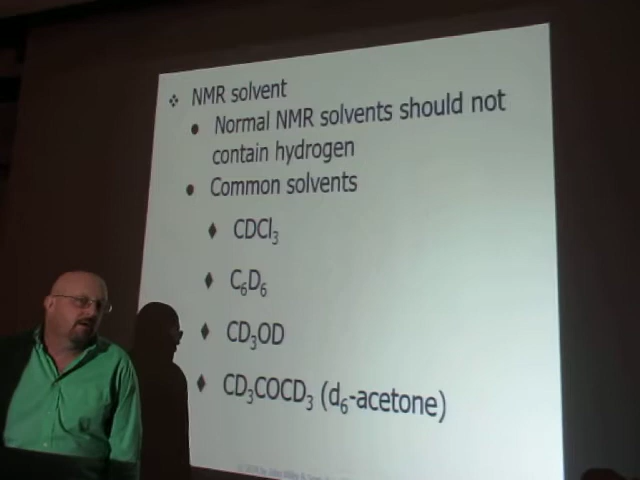 ❖ NMR solvent
● Normal NMR solvents should not
contain hydrogen
● Common solvents
♦ CDCl₃
♦ C₆D₆
♦ CD₃OD
♦ CD₃COCD₃ (d₆-acetone)